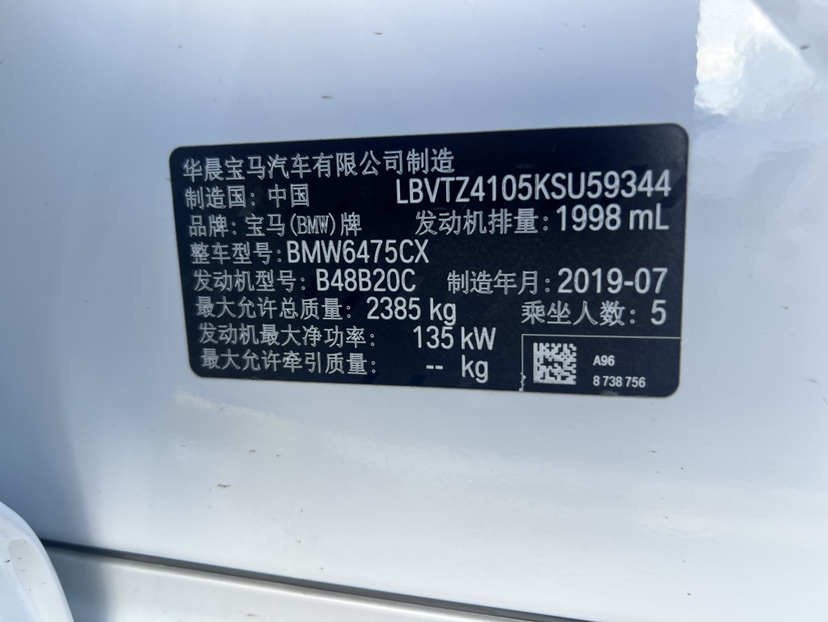 华晨宝马汽车有限公司制造
制造国：中国 LBVTZ4105KSU59344
品牌：宝马(BMW)牌 发动机排量：1998 mL
整车型号：BMW6475CX
发动机型号：B48B20C 制造年月：2019-07
最大允许总质量：2385 kg 乘坐人数：5
发动机最大净功率：135 kW
最大允许牵引质量：-- kg
A96
8 738 756